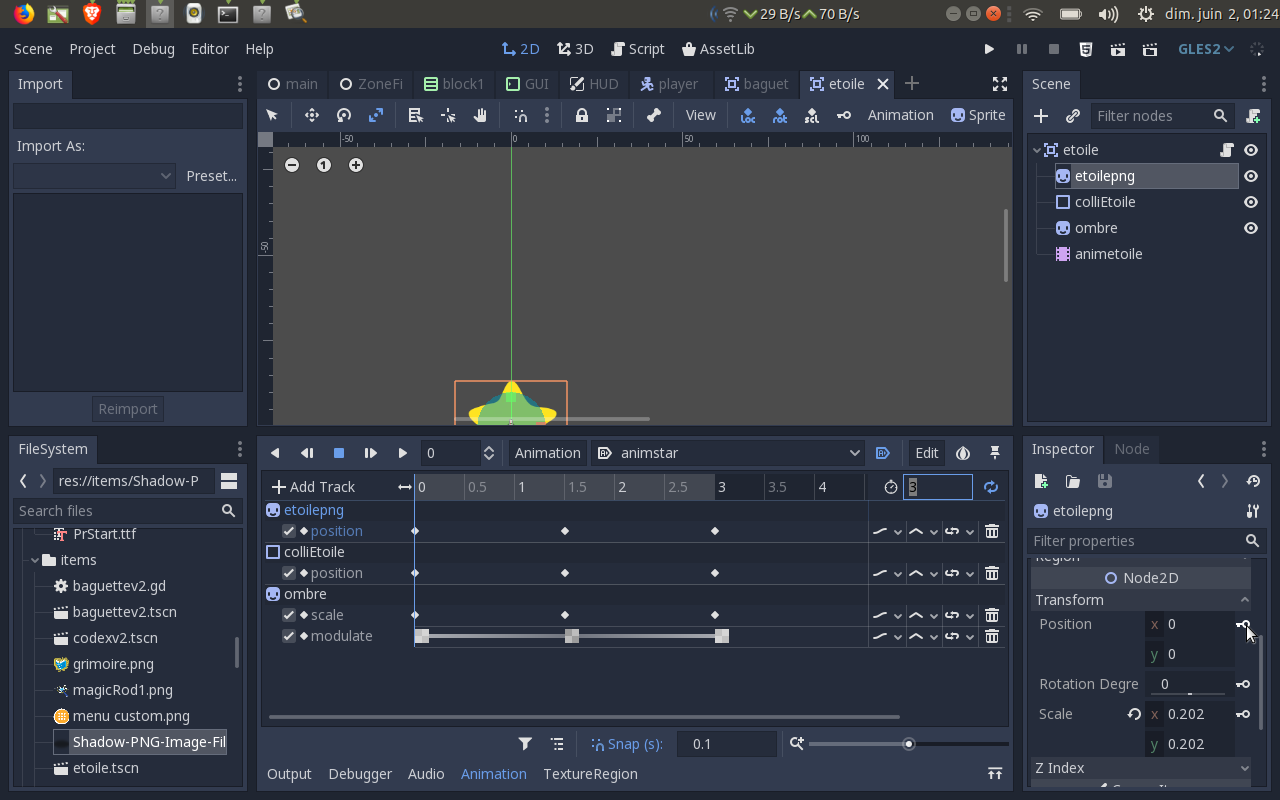 29 B/s 70 B/s dim. juin 2, 01:24
Scene Project Debug Editor Help 2D 3D Script AssetLib GLES2
Import main ZoneFi block1 GUI HUD player baguet etoile Scene
View Animation Sprite Filter nodes
-50 0 50 100
Import As:
Preset...
1
-50
etoile
etoilepng
colliEtoile
ombre
animetoile
Reimport
FileSystem
res://items/Shadow-P
Search files
PrStart.ttf
items
baguettev2.gd
baguettev2.tscn
codexv2.tscn
grimoire.png
magicRod1.png
menu custom.png
Shadow-PNG-Image-Fil
etoile.tscn
0 Animation animstar Edit
Add Track 0 0.5 1 1.5 2 2.5 3 3.5 4 3
etoilepng
position
colliEtoile
position
ombre
scale
modulate
Snap (s): 0.1
Output Debugger Audio Animation TextureRegion
Inspector Node
etoilepng
Filter properties
Region
Node2D
Transform
Position x 0
y 0
Rotation Degre 0
Scale x 0.202
y 0.202
Z Index